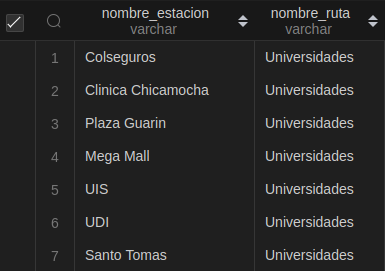 nombre_estacion nombre_ruta
varchar varchar
1 Colseguros Universidades
2 Clinica Chicamocha Universidades
3 Plaza Guarin Universidades
4 Mega Mall Universidades
5 UIS Universidades
6 UDI Universidades
7 Santo Tomas Universidades